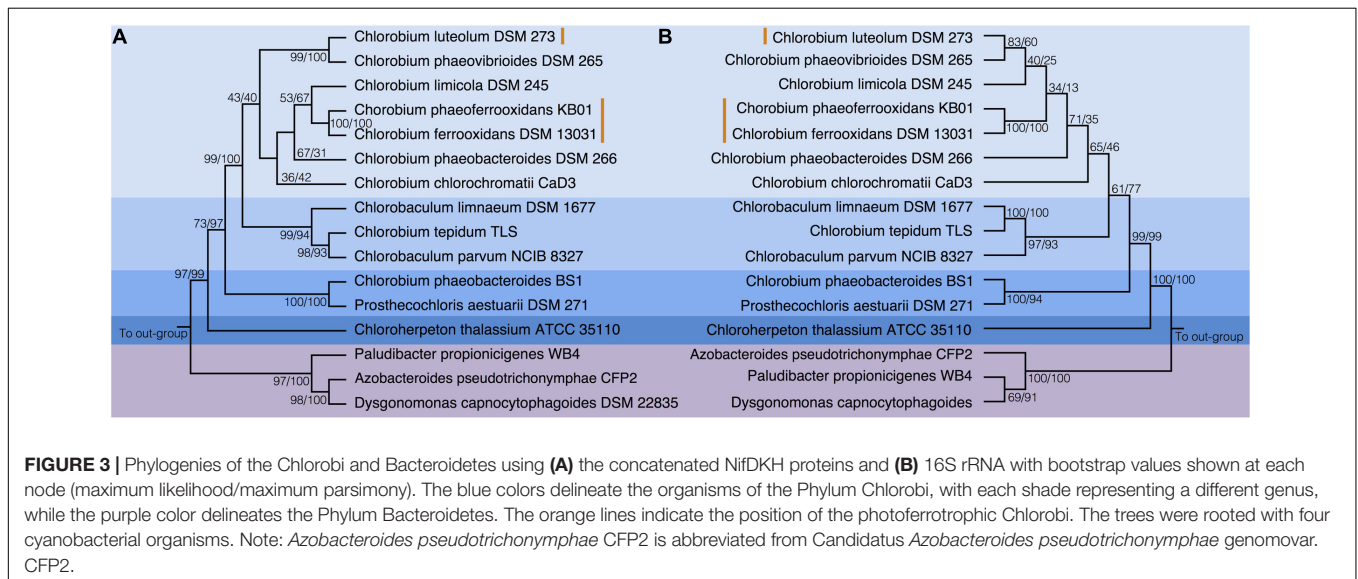 A
Chlorobium luteolum DSM 273
99/100
Chlorobium phaeovibrioides DSM 265
Chlorobium limicola DSM 245
43/40
53/67
Chorobium phaeoferrooxidans KB01
100/100
Chlorobium ferrooxidans DSM 13031
99/100
67/31
Chlorobium phaeobacteroides DSM 266
36/42
Chlorobium chlorochromatii CaD3
Chlorobaculum limnaeum DSM 1677
73/97
99/94
Chlorobium tepidum TLS
98/93
Chlorobaculum parvum NCIB 8327
97/99
Chlorobium phaeobacteroides BS1
100/100
Prosthecochloris aestuarii DSM 271
To out-group
Chloroherpeton thalassium ATCC 35110
Paludibacter propionicigenes WB4
97/100
Azobacteroides pseudotrichonymphae CFP2
98/100
Dysgonomonas capnocytophagoides DSM 22835
B
Chlorobium luteolum DSM 273
83/60
Chlorobium phaeovibrioides DSM 265
40/25
Chlorobium limicola DSM 245
34/13
Chorobium phaeoferrooxidans KB01
100/100
Chlorobium ferrooxidans DSM 13031
71/35
Chlorobium phaeobacteroides DSM 266
65/46
Chlorobium chlorochromatii CaD3
61/77
Chlorobaculum limnaeum DSM 1677
100/100
Chlorobium tepidum TLS
97/93
99/99
Chlorobaculum parvum NCIB 8327
Chlorobium phaeobacteroides BS1
100/94
100/100
Prosthecochloris aestuarii DSM 271
Chloroherpeton thalassium ATCC 35110
To out-group
Azobacteroides pseudotrichonymphae CFP2
100/100
Paludibacter propionicigenes WB4
69/91
Dysgonomonas capnocytophagoides
FIGURE 3 | Phylogenies of the Chlorobi and Bacteroidetes using (A) the concatenated NifDKH proteins and (B) 16S rRNA with bootstrap values shown at each
node (maximum likelihood/maximum parsimony). The blue colors delineate the organisms of the Phylum Chlorobi, with each shade representing a different genus,
while the purple color delineates the Phylum Bacteroidetes. The orange lines indicate the position of the photoferrotrophic Chlorobi. The trees were rooted with four
cyanobacterial organisms. Note: Azobacteroides pseudotrichonymphae CFP2 is abbreviated from Candidatus Azobacteroides pseudotrichonymphae genomovar.
CFP2.